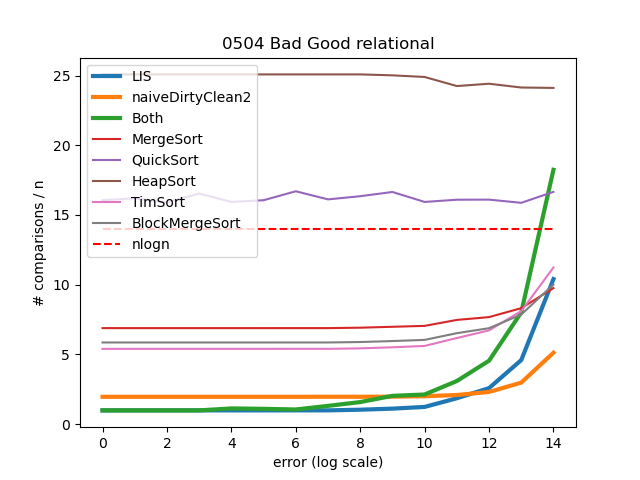 0504 Bad Good relational
# comparisons / n
25
20
15
10
5
0
LIS
naiveDirtyClean2
Both
MergeSort
QuickSort
HeapSort
TimSort
BlockMergeSort
nlogn
0 2 4 6 8 10 12 14
error (log scale)